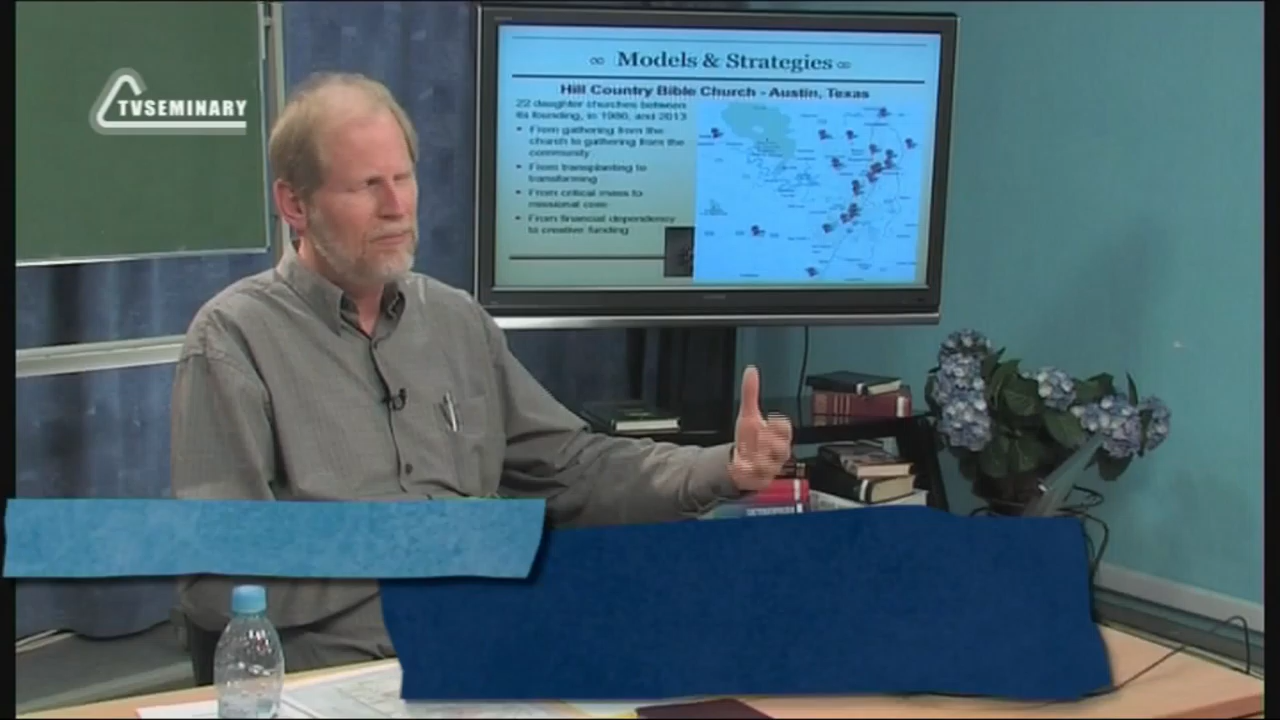 TVSEMINARY
∞ Models & Strategies ∞
Hill Country Bible Church - Austin, Texas
22 daughter churches between
its founding, in 1986, and 2013
• From gathering from the
church to gathering from the
community
• From transplanting to
transforming
• From critical mass to
missional core
• From financial dependency
to creative funding